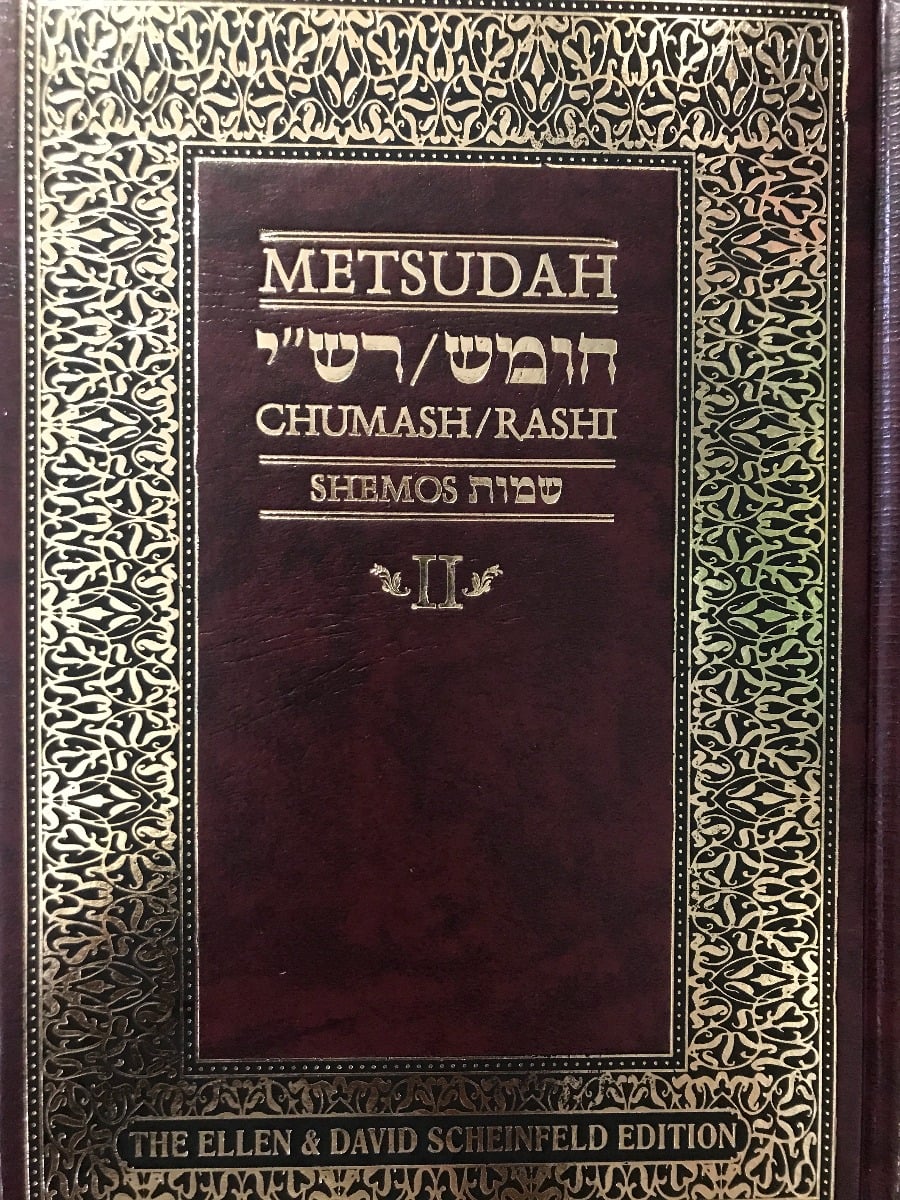 METSUDAH
חומש/רש״י
CHUMASH/RASHI
SHEMOS שמות
II
THE ELLEN & DAVID SCHEINFELD EDITION